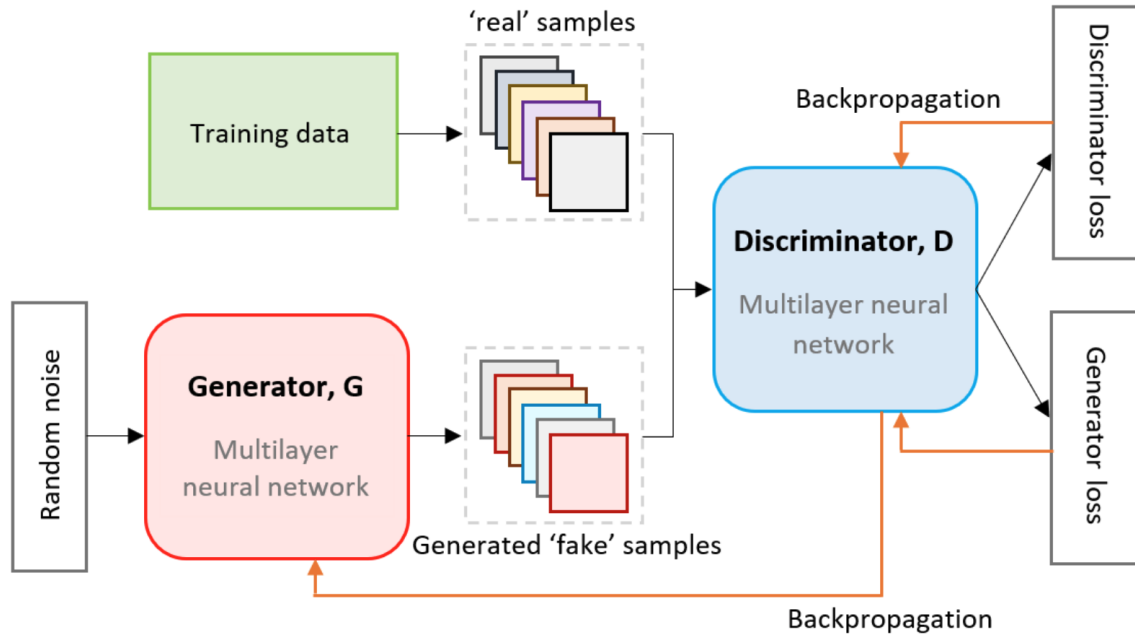 ‘real’ samples
Training data
Backpropagation
Discriminator loss
Discriminator, D
Multilayer neural
network
Random noise
Generator, G
Multilayer
neural network
Generated ‘fake’ samples
Generator loss
Backpropagation